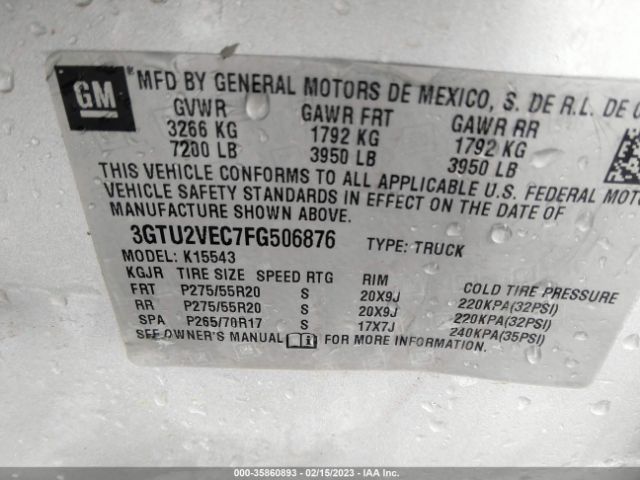 GM
® MFD BY GENERAL MOTORS DE MEXICO, S. DE R.L. DE
GVWR GAWR FRT GAWR RR
3266 KG 1792 KG 1792 KG
7200 LB 3950 LB 3950 LB
THIS VEHICLE CONFORMS TO ALL APPLICABLE U.S. FEDERAL MOTOR
VEHICLE SAFETY STANDARDS IN EFFECT ON THE DATE OF
MANUFACTURE SHOWN ABOVE.
3GTU2VEC7FG506876 TYPE: TRUCK
MODEL: K15543
KGJR TIRE SIZE SPEED RTG RIM COLD TIRE PRESSURE
FRT P275/55R20 S 20X9J 220KPA(32PSI)
RR P275/55R20 S 20X9J 220KPA(32PSI)
SPA P265/70R17 S 17X7J 240KPA(35PSI)
SEE OWNER'S MANUAL FOR MORE INFORMATION.
000-35860893 - 02/15/2023 - IAA Inc.